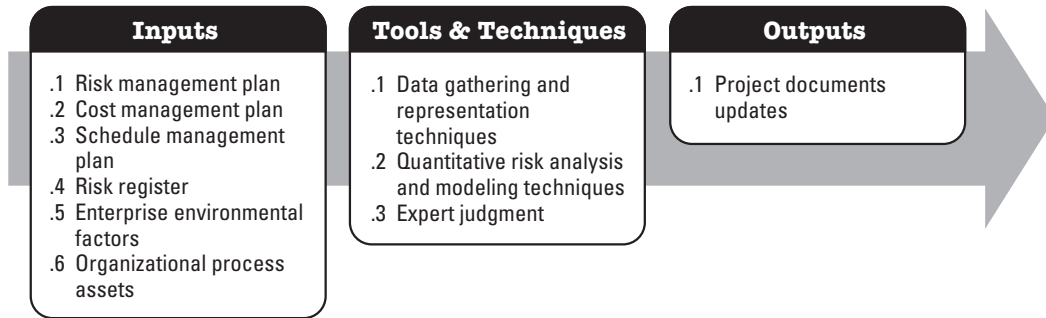 Inputs
.1 Risk management plan
.2 Cost management plan
.3 Schedule management
plan
.4 Risk register
.5 Enterprise environmental
factors
.6 Organizational process
assets
Tools & Techniques
.1 Data gathering and
representation
techniques
.2 Quantitative risk analysis
and modeling techniques
.3 Expert judgment
Outputs
.1 Project documents
updates